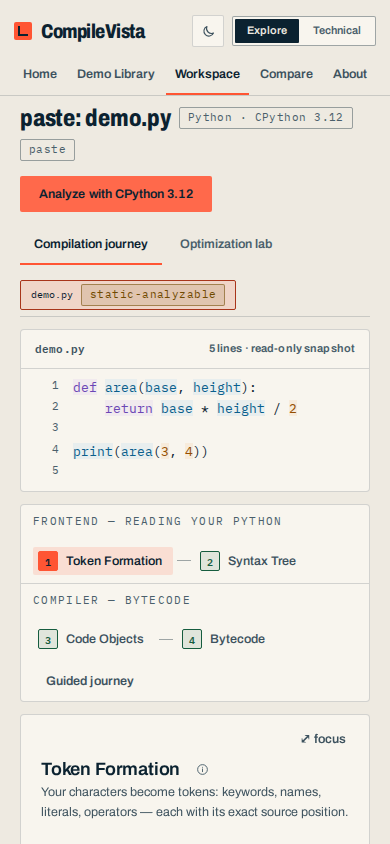 CompileVista
Explore Technical
Home Demo Library Workspace Compare About
paste: demo.py Python · CPython 3.12
paste
Analyze with CPython 3.12
Compilation journey Optimization lab
demo.py static-analyzable
demo.py 5 lines · read-only snapshot
1 def area(base, height):
2 return base * height / 2
3
4 print(area(3, 4))
5
FRONTEND — READING YOUR PYTHON
1 Token Formation — 2 Syntax Tree
COMPILER — BYTECODE
3 Code Objects — 4 Bytecode
Guided journey
⤢ focus
Token Formation ⓘ
Your characters become tokens: keywords, names,
literals, operators — each with its exact source position.